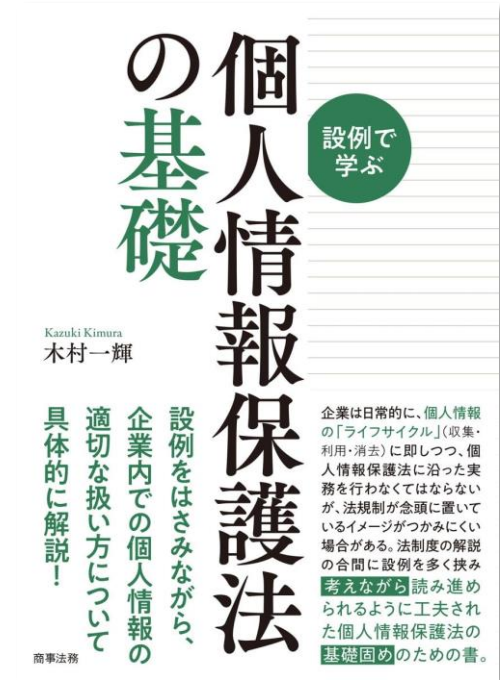 設例で
学ぶ
個人情報保護法
の基礎
Kazuki Kimura
木村一輝
設例をはさみながら、
企業内での個人情報の
適切な扱い方について
具体的に解説！
企業は日常的に、個人情報
の「ライフサイクル」（収集・
利用・消去）に即しつつ、個
人情報保護法に沿った実
務を行わなくてはならない
が、法規制が念頭に置いて
いるイメージがつかみにくい
場合がある。法制度の解説
の合間に設例を多く挟み
考えながら読み進め
られるように工夫され
た個人情報保護法の
基礎固めのための書。
商事法務